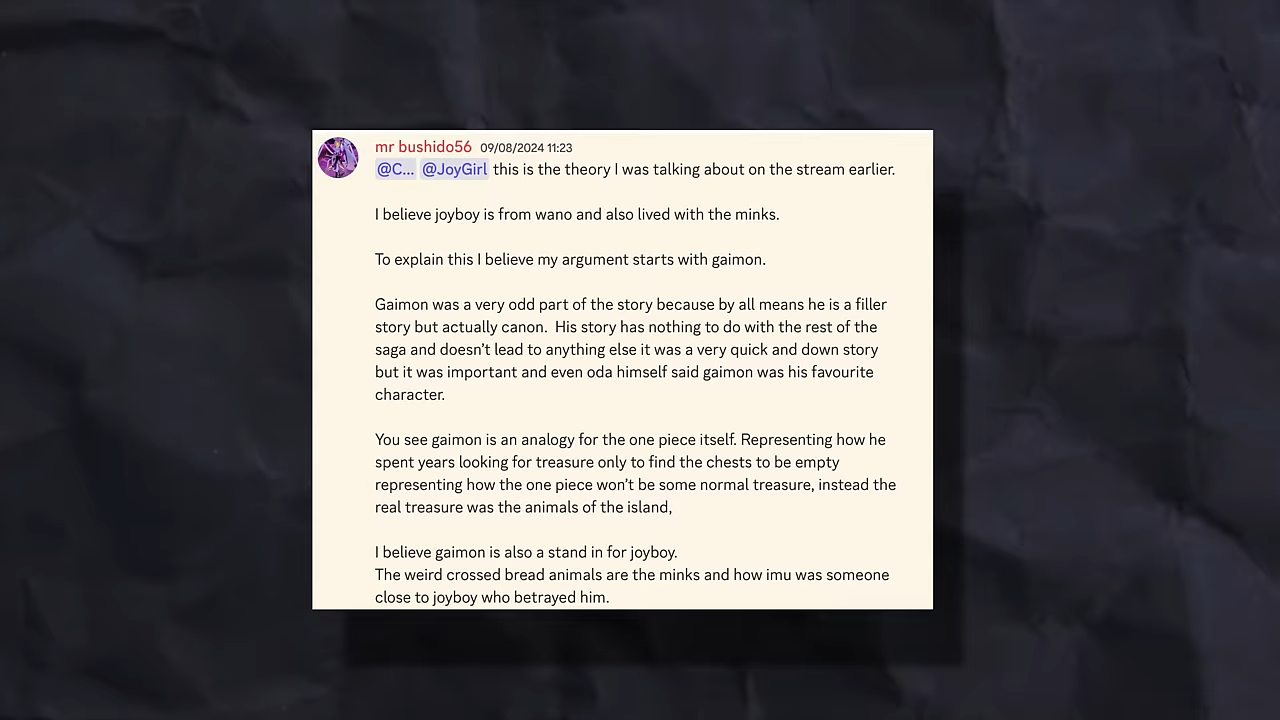 mr bushido56 09/08/2024 11:23
@C... @JoyGirl this is the theory I was talking about on the stream earlier.
I believe joyboy is from wano and also lived with the minks.
To explain this I believe my argument starts with gaimon.
Gaimon was a very odd part of the story because by all means he is a filler
story but actually canon.  His story has nothing to do with the rest of the
saga and doesn't lead to anything else it was a very quick and down story
but it was important and even oda himself said gaimon was his favourite
character.
You see gaimon is an analogy for the one piece itself. Representing how he
spent years looking for treasure only to find the chests to be empty
representing how the one piece won't be some normal treasure, instead the
real treasure was the animals of the island,
I believe gaimon is also a stand in for joyboy.
The weird crossed bread animals are the minks and how imu was someone
close to joyboy who betrayed him.